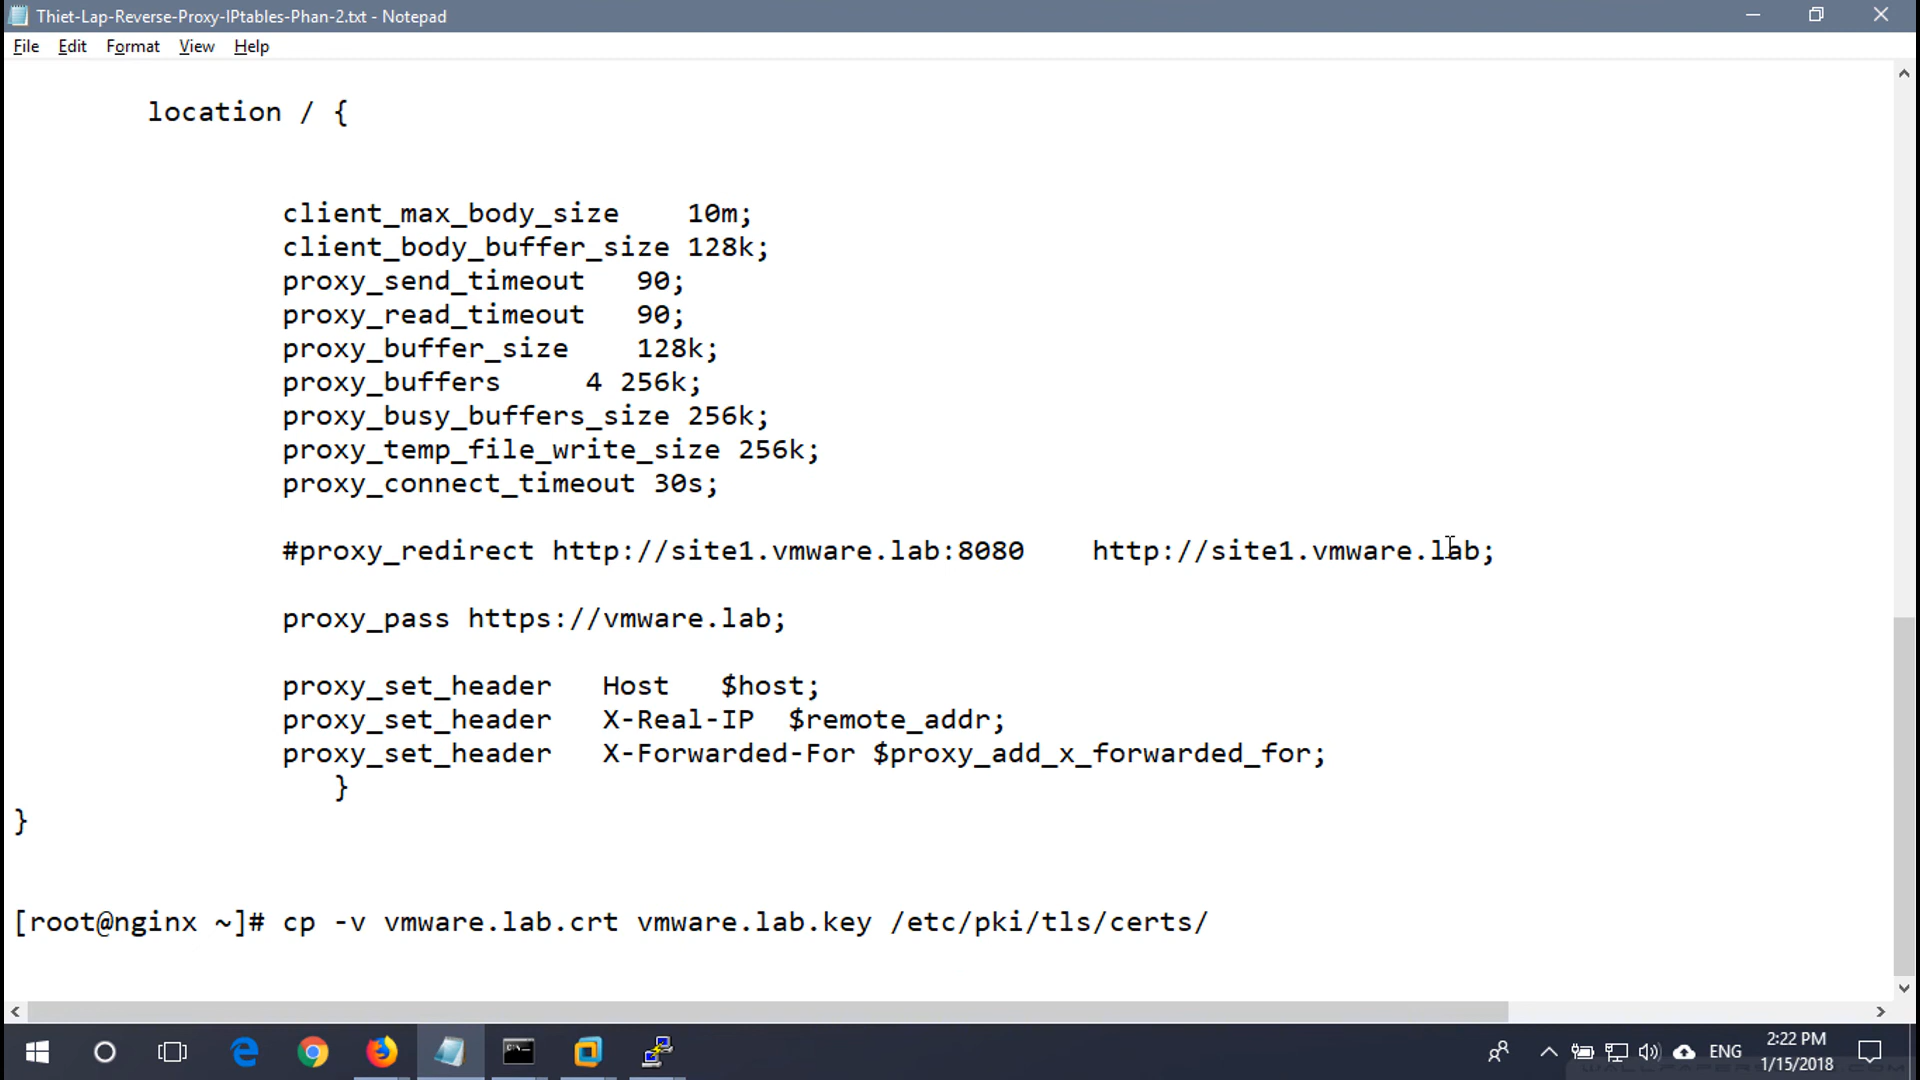 Thiet-Lap-Reverse-Proxy-IPtables-Phan-2.txt - Notepad
File Edit Format View Help
location / {
client_max_body_size 10m;
client_body_buffer_size 128k;
proxy_send_timeout 90;
proxy_read_timeout 90;
proxy_buffer_size 128k;
proxy_buffers 4 256k;
proxy_busy_buffers_size 256k;
proxy_temp_file_write_size 256k;
proxy_connect_timeout 30s;
#proxy_redirect http://site1.vmware.lab:8080 http://site1.vmware.lab;
proxy_pass https://vmware.lab;
proxy_set_header Host $host;
proxy_set_header X-Real-IP $remote_addr;
proxy_set_header X-Forwarded-For $proxy_add_x_forwarded_for;
}
}
[root@nginx ~]# cp -v vmware.lab.crt vmware.lab.key /etc/pki/tls/certs/
ENG
2:22 PM
1/15/2018